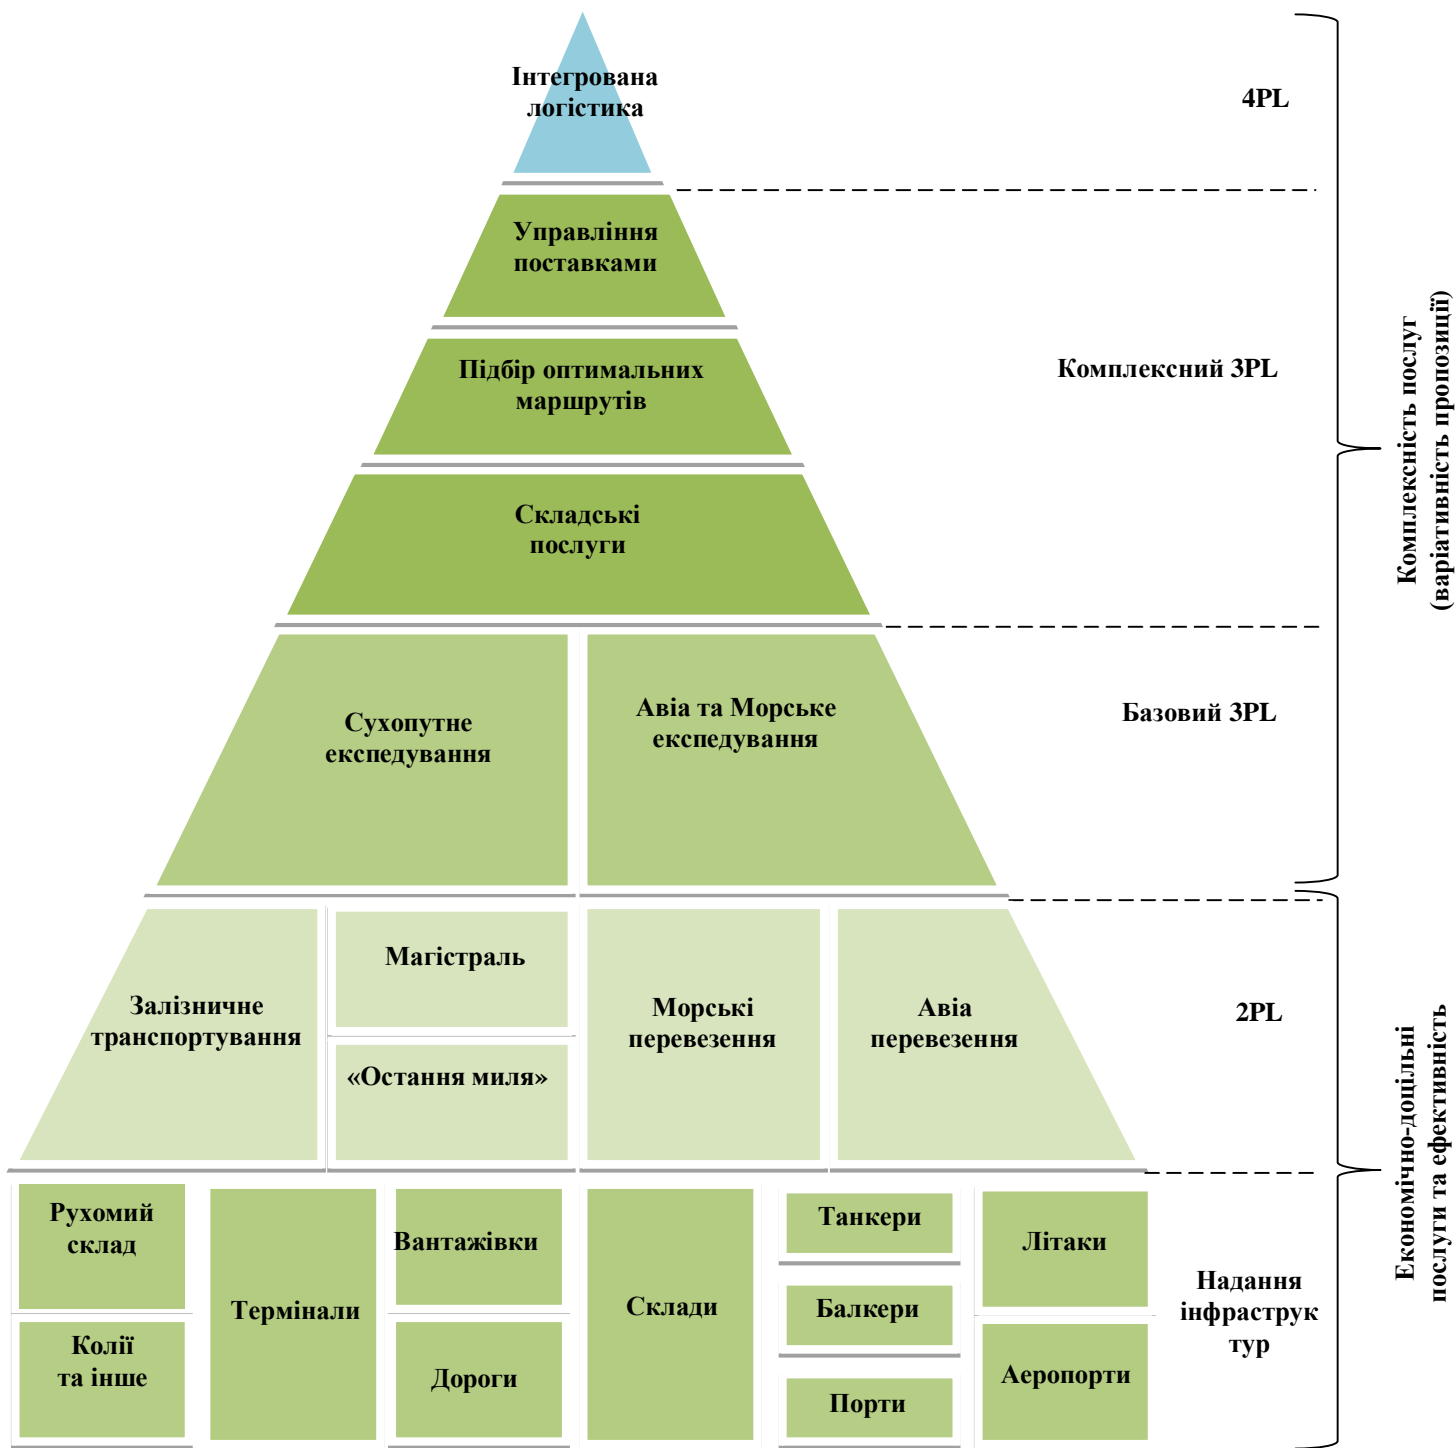 Інтегрована
логістика
4PL
Управління
поставками
Підбір оптимальних
маршрутів
Комплексний 3PL
Складські
послуги
Комплексність послуг
(варіативність пропозиції)
Сухопутне
експедування
Авіа та Морське
експедування
Базовий 3PL
Залізничне
транспортування
Магістраль
«Остання миля»
Морські
перевезення
Авіа
перевезення
2PL
Економічно-доцільні
послуги та ефективність
Рухомий
склад
Колії
та інше
Термінали
Вантажівки
Дороги
Склади
Танкери
Балкери
Порти
Літаки
Аеропорти
Надання
інфраструк
тур